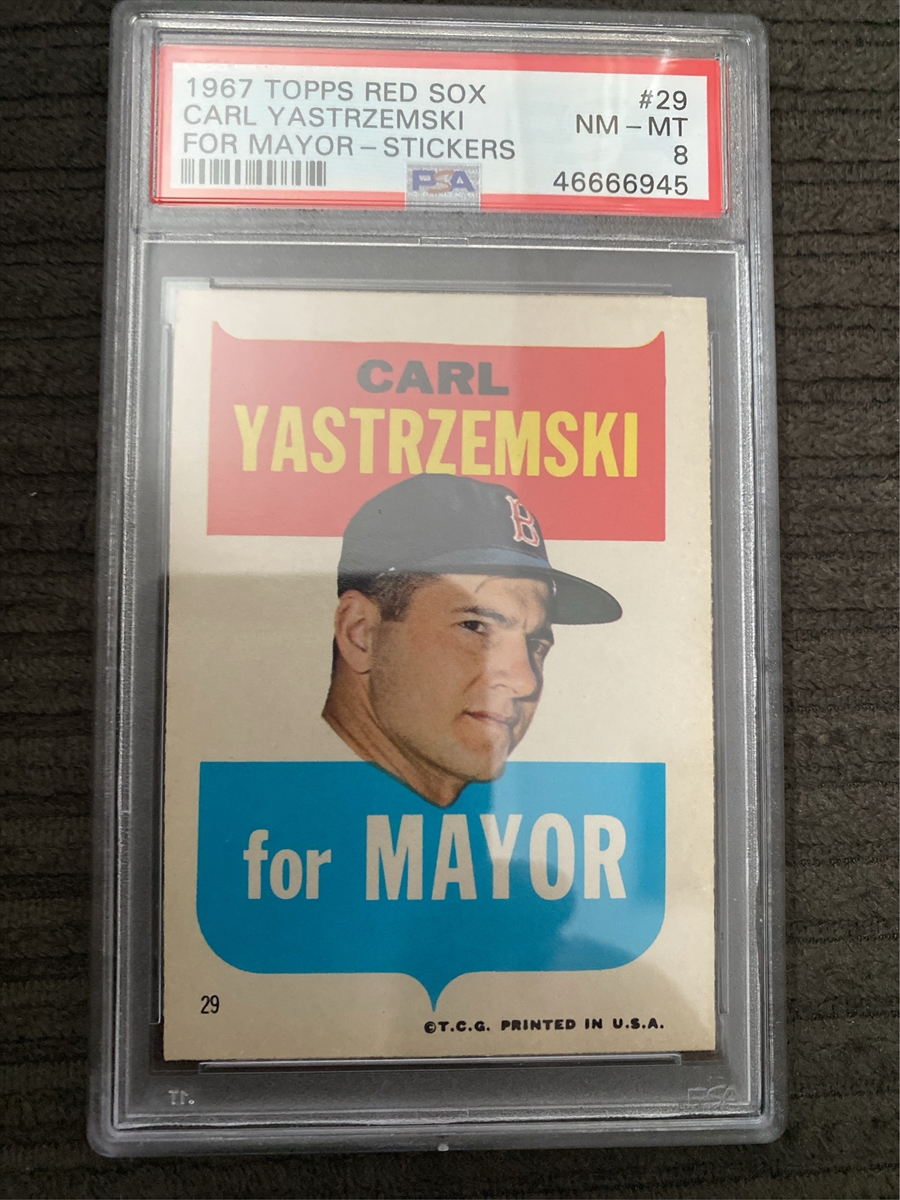 1967 TOPPS RED SOX #29
CARL YASTRZEMSKI NM – MT
FOR MAYOR – STICKERS 8
PSA 46666945
CARL
YASTRZEMSKI
B
for MAYOR
29
©T.C.G. PRINTED IN U.S.A.
PSA